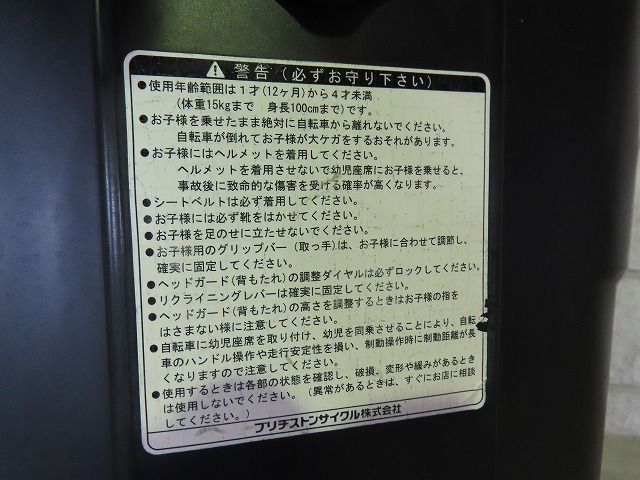 警告（必ずお守り下さい）
●使用年齢範囲は１才(12ヶ月)から４才未満
(体重15kgまで　身長100cmまで)です。
●お子様を乗せたまま絶対に自転車から離れないでください。
自転車が倒れてお子様が大ケガをするおそれがあります。
●お子様にはヘルメットを着用してください。
ヘルメットを着用させないで幼児座席にお子様を乗せると、
事故後に致命的な傷害を受ける確率が高くなります。
●シートベルトは必ず着用してください。
●お子様には必ず靴をはかせてください。
●お子様を足のせに立たせないでください。
●お子様用のグリップバー（取っ手)は、お子様に合わせて調節し、
確実に固定してください。
●ヘッドガード(背もたれ)の調整ダイヤルは必ずロックしてください。
●リクライニングレバーは確実に固定してください。
●ヘッドガード(背もたれ)の高さを調整するときはお子様の指を
はさまない様に注意してください。
●自転車に幼児座席を取り付け、幼児を同乗させることにより、自転
車のハンドル操作や走行安定性を損い、制動操作時に制動距離が長
くなりますので注意してください。
●使用するときは各部の状態を確認し、破損、変形や緩みがあるとき
は使用しないでください。（異常があるときは、すぐにお店に相談
してください。）
ブリヂストンサイクル株式会社